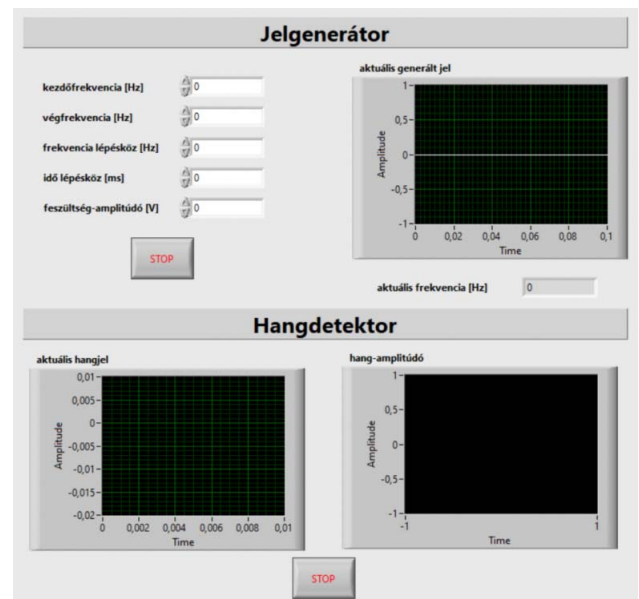 Jelgenerátor
kezdőfrekvencia [Hz] 0
végfrekvencia [Hz] 0
frekvencia lépésköz [Hz] 0
idő lépésköz [ms] 0
feszültség-amplitúdó [V] 0
STOP
aktuális generált jel
Amplitude
1
0,5
0
-0,5
-1
0 0,02 0,04 0,06 0,08 0,1
Time
aktuális frekvencia [Hz] 0
Hangdetektor
aktuális hangjel
Amplitude
0,01
0,005
0
-0,005
-0,01
-0,015
-0,02
0 0,002 0,004 0,006 0,008 0,01
Time
hang-amplitúdó
Amplitude
1
0,5
0
-0,5
-1
-1 1
Time
STOP